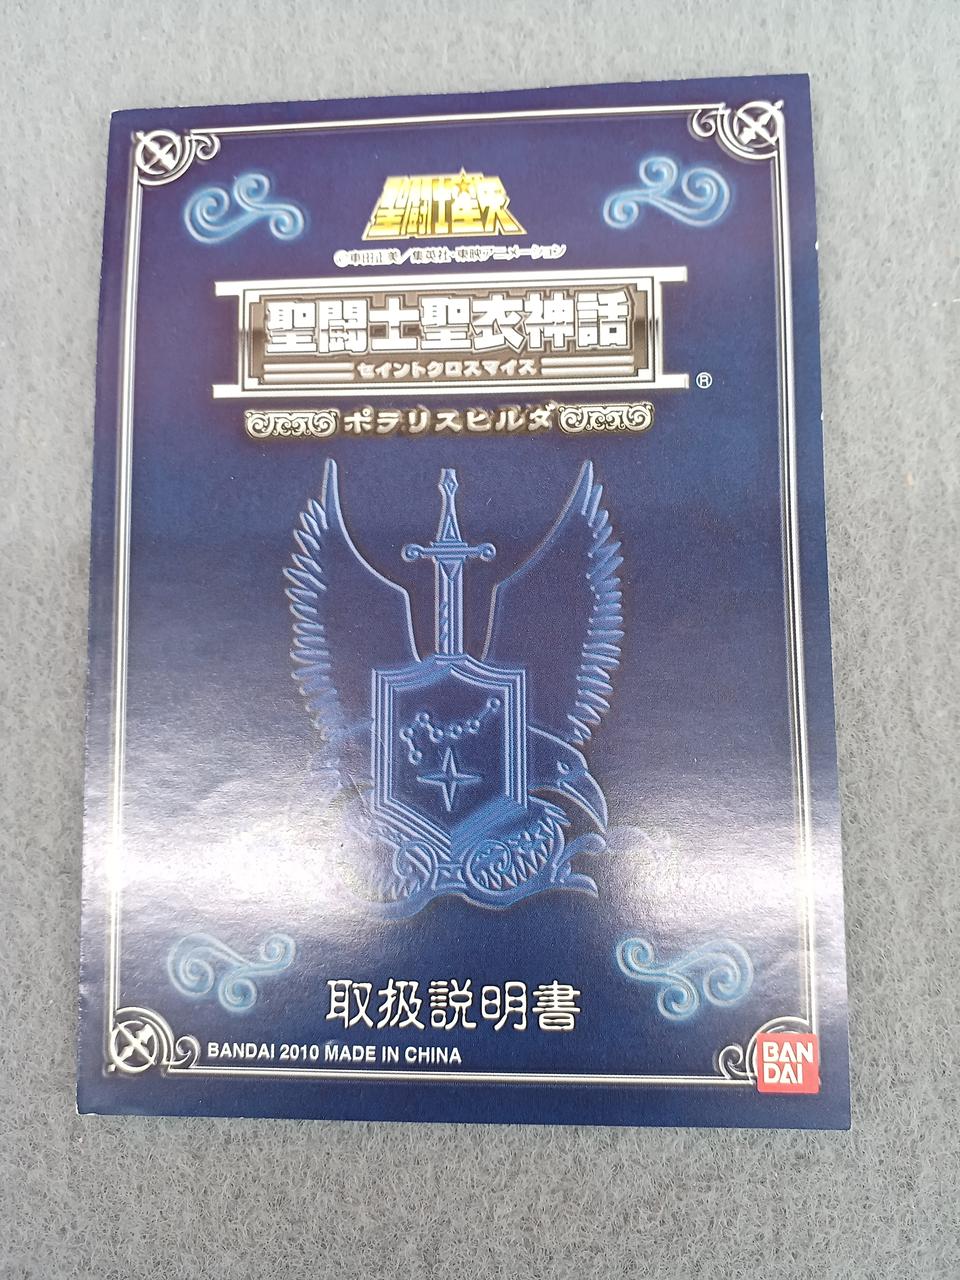 聖闘士星矢
©車田正美／集英社・東映アニメーション
聖闘士聖衣神話
セイントクロスマイス
®
ポラリスヒルダ
取扱説明書
BANDAI 2010 MADE IN CHINA
BAN
DAI